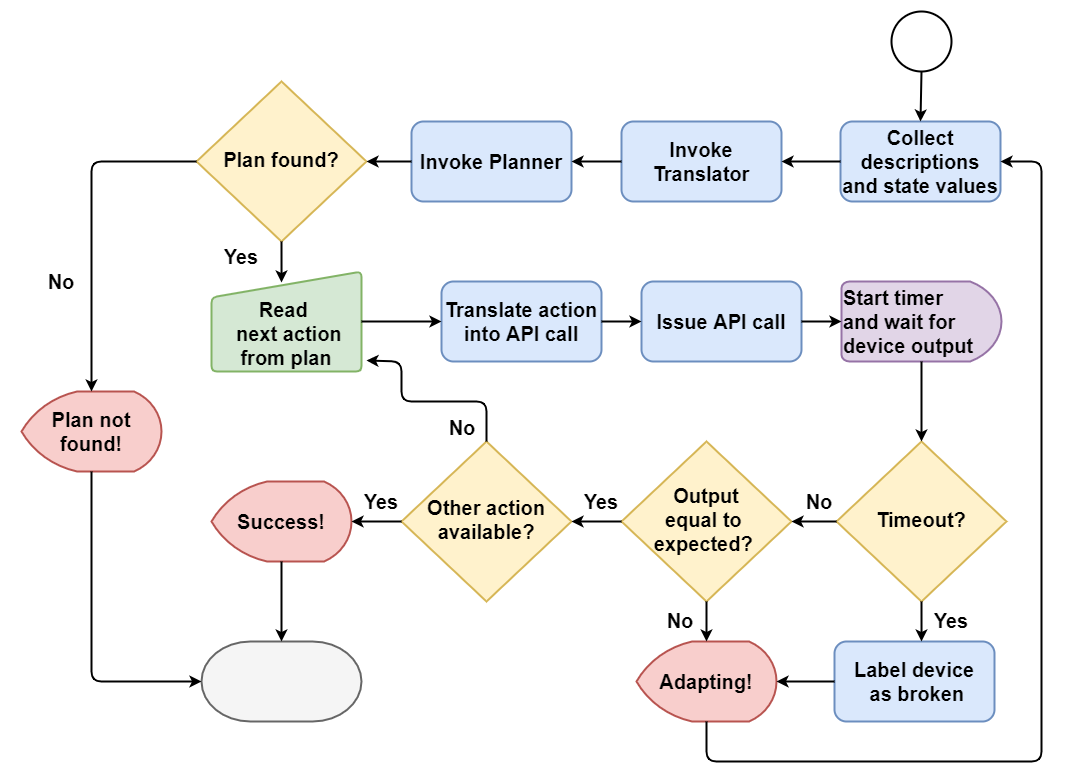 Collect
descriptions
and state values
Invoke
Translator
Invoke Planner
Plan found?
No
Yes
Read
next action
from plan
Translate action
into API call
Issue API call
Start timer
and wait for
device output
Plan not
found!
No
Success!
Yes
Other action
available?
Yes
Output
equal to
expected?
No
Timeout?
No
Yes
Adapting!
Label device
as broken